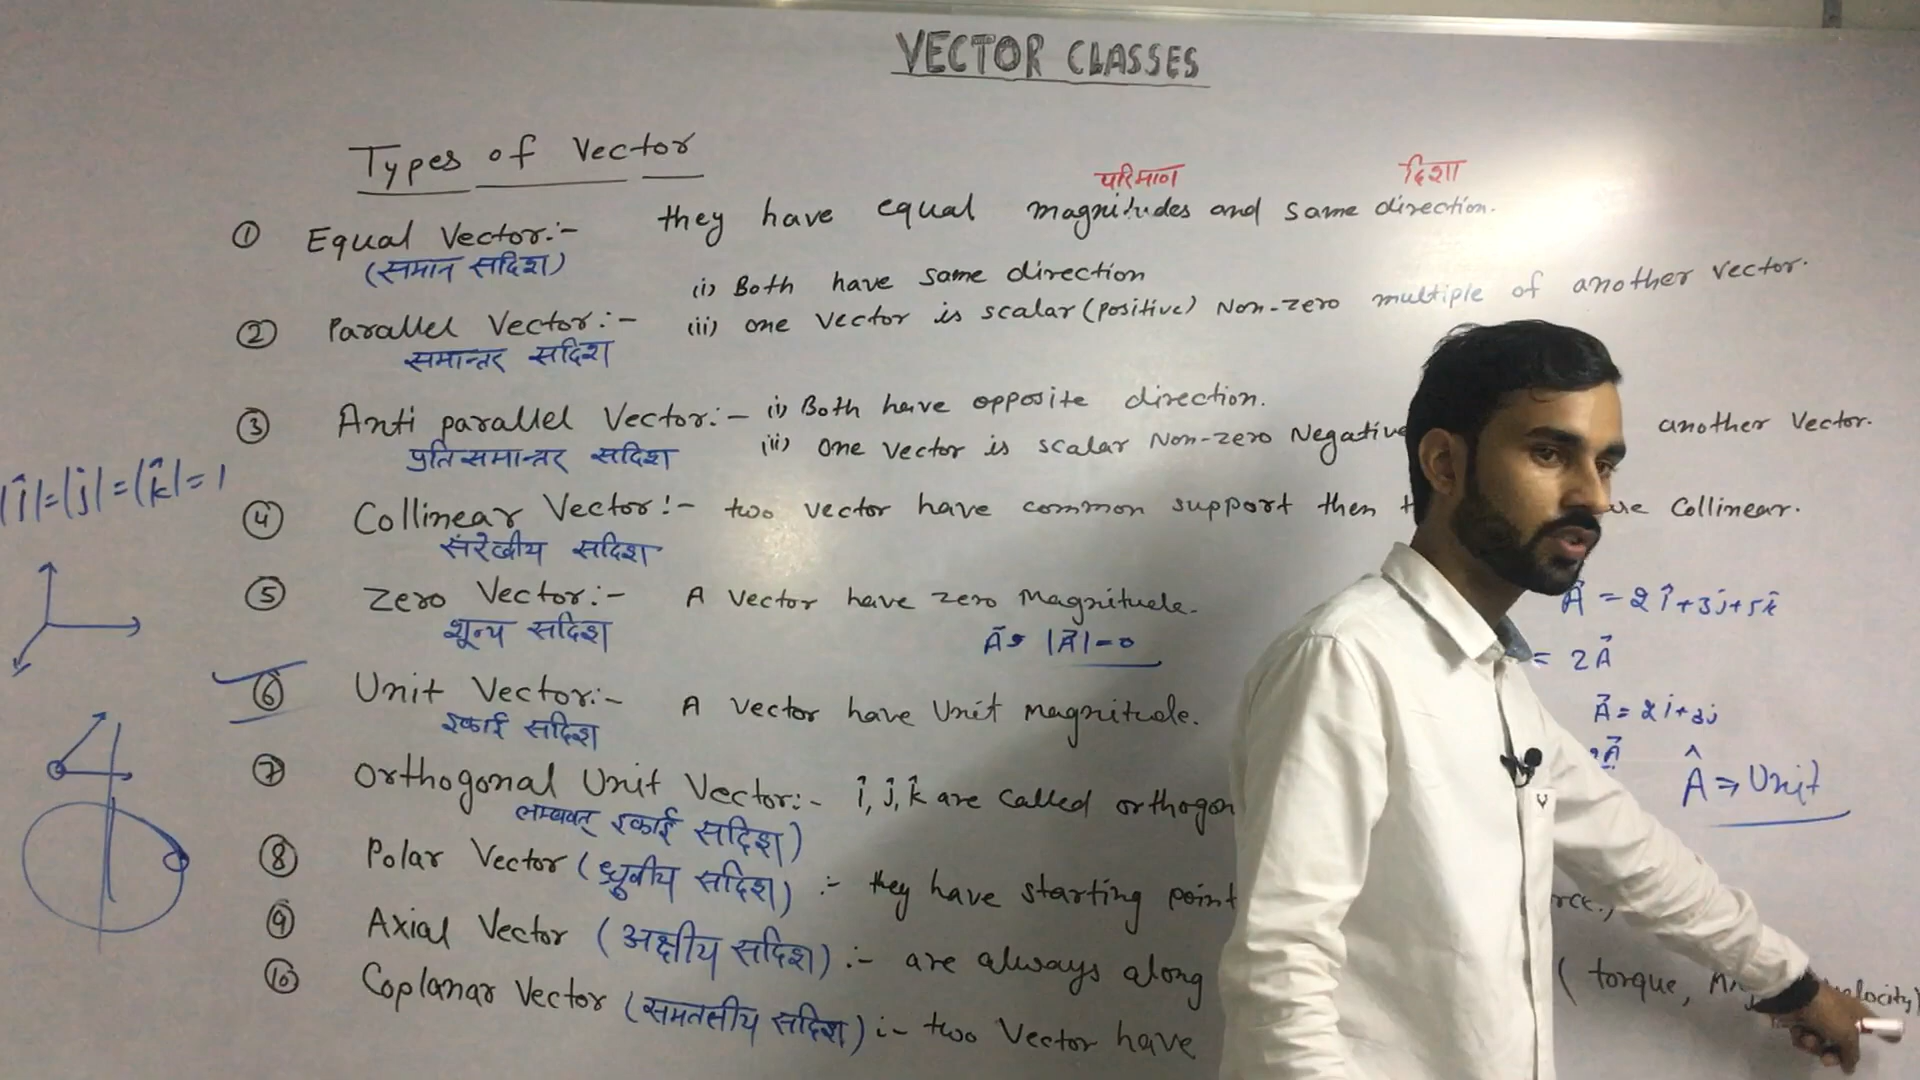 VECTOR CLASSES
Types of Vector
परिमाण दिशा
① Equal Vector:- they have equal magnitudes and same direction.
(समान सदिश)
② Parallel Vector:- (i) Both have same direction
(ii) one vector is scalar (positive) Non-zero multiple of another vector.
समान्तर सदिश
③ Anti parallel Vector:- (i) Both have opposite direction.
(ii) one vector is scalar Non-zero Negative another vector.
प्रतिसमान्तर सदिश
|î|=|ĵ|=|k̂|=1
④ Collinear Vector:- two vector have common support then Collinear.
संरेखीय सदिश
⑤ Zero Vector:- A vector have zero Magnitude.
शून्य सदिश
|A⃗|=0
A⃗ = 2î+3j+5k̂
= 2A⃗
⑥ Unit Vector:- A vector have Unit magnitude.
इकाई सदिश
A⃗ = 2i+3j
Â ⇒ Unit
⑦ Orthogonal Unit Vector:- î, ĵ, k̂ are called orthogon
लम्बवत् इकाई सदिश)
⑧ Polar Vector (ध्रुवीय सदिश) :- they have starting point
⑨ Axial Vector (अक्षीय सदिश) :- are always along (torque,
⑩ Coplanar Vector (समतलीय सदिश) :- two Vector have